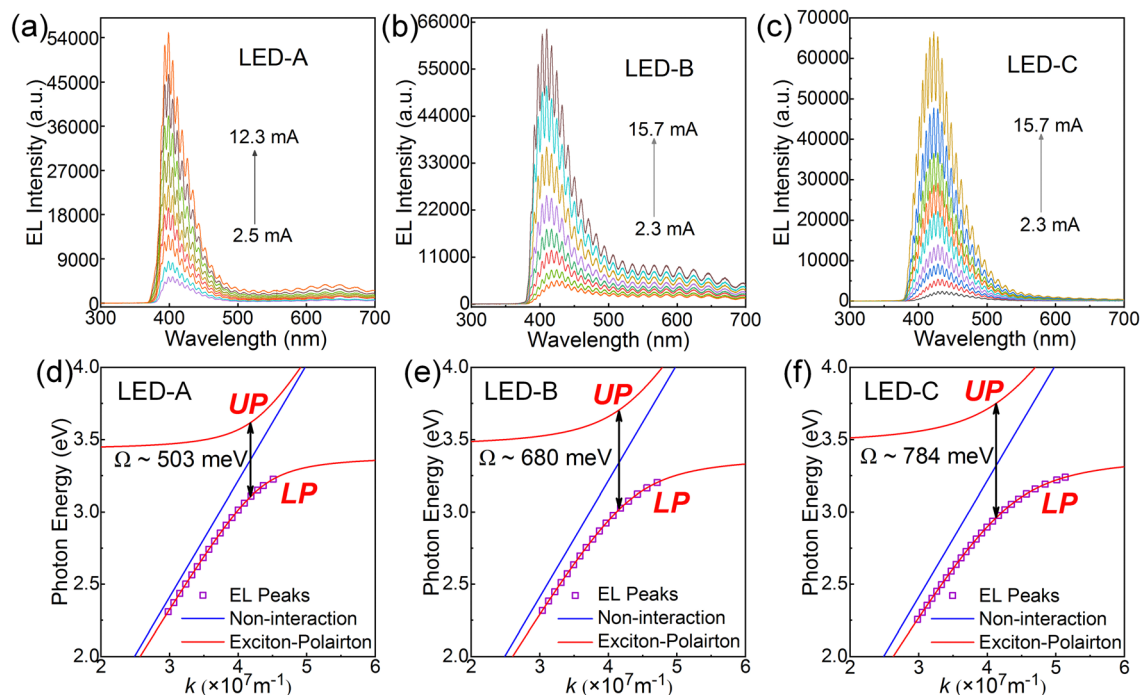 (a)
LED-A
12.3 mA
2.5 mA
EL Intensity (a.u.)
54000
45000
36000
27000
18000
9000
0
300 400 500 600 700
Wavelength (nm)
(b)
LED-B
15.7 mA
2.3 mA
EL Intensity (a.u.)
66000
55000
44000
33000
22000
11000
0
300 400 500 600 700
Wavelength (nm)
(c)
LED-C
15.7 mA
2.3 mA
EL Intensity (a.u.)
70000
60000
50000
40000
30000
20000
10000
0
300 400 500 600 700
Wavelength (nm)
(d)
LED-A
UP
Ω ~ 503 meV
LP
EL Peaks
Non-interaction
Exciton-Polairton
Photon Energy (eV)
4.0
3.5
3.0
2.5
2.0
2 3 4 5 6
k (×10⁷m⁻¹)
(e)
LED-B
UP
Ω ~ 680 meV
LP
EL Peaks
Non-interaction
Exciton-Polairton
Photon Energy (eV)
4.0
3.5
3.0
2.5
2.0
2 3 4 5 6
k (×10⁷m⁻¹)
(f)
LED-C
UP
Ω ~ 784 meV
LP
EL Peaks
Non-interaction
Exciton-Polairton
Photon Energy (eV)
4.0
3.5
3.0
2.5
2.0
2 3 4 5 6
k (×10⁷m⁻¹)